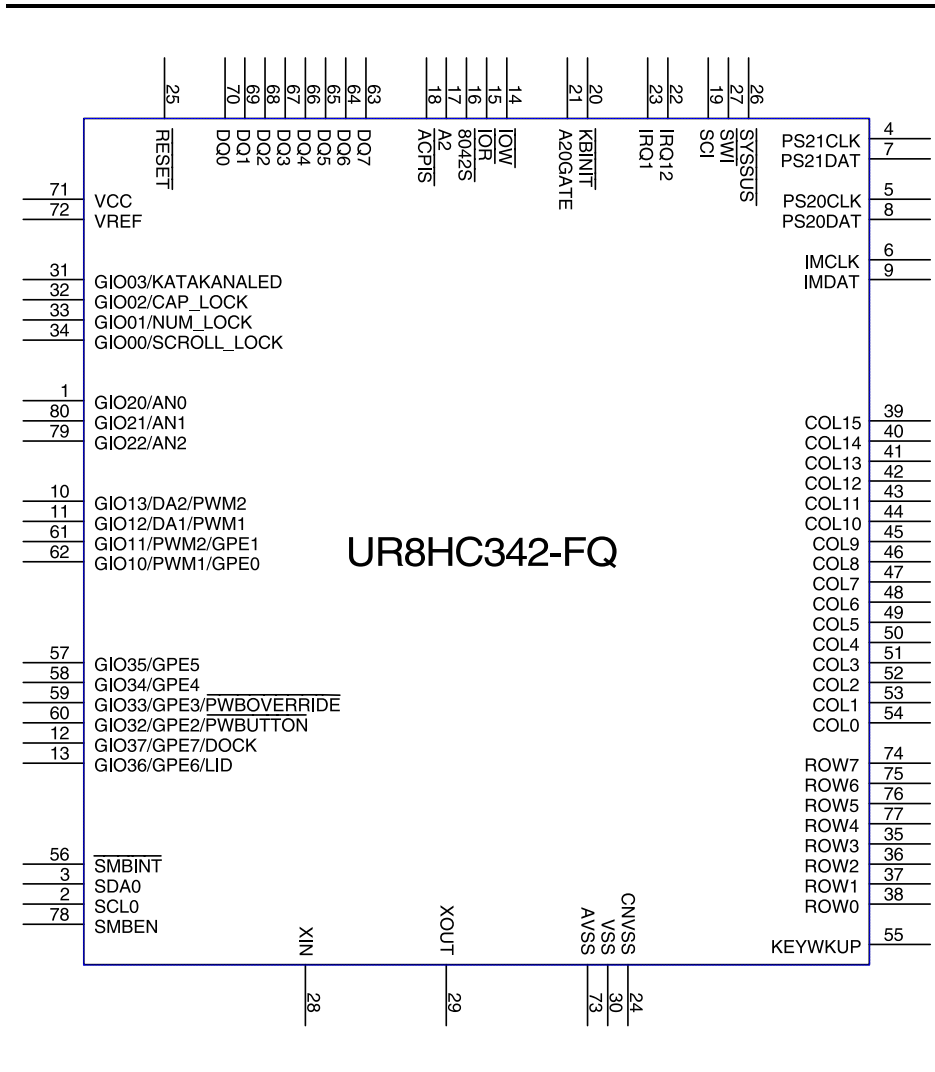 25 70 69 68 67 66 65 64 63 18 17 16 15 14 21 20 23 22 19 27 26
RESET DQ0 DQ1 DQ2 DQ3 DQ4 DQ5 DQ6 DQ7 ACPIS A2 8042S IOR IOW A20GATE KBINIT IRQ1 IRQ12 SCI SWI SYSSUS
71 VCC
72 VREF
31 GIO03/KATAKANALED
32 GIO02/CAP_LOCK
33 GIO01/NUM_LOCK
34 GIO00/SCROLL_LOCK
1 GIO20/AN0
80 GIO21/AN1
79 GIO22/AN2
10 GIO13/DA2/PWM2
11 GIO12/DA1/PWM1
61 GIO11/PWM2/GPE1
62 GIO10/PWM1/GPE0
57 GIO35/GPE5
58 GIO34/GPE4
59 GIO33/GPE3/PWBOVERRIDE
60 GIO32/GPE2/PWBUTTON
12 GIO37/GPE7/DOCK
13 GIO36/GPE6/LID
56 SMBINT
3 SDA0
2 SCL0
78 SMBEN
UR8HC342-FQ
PS21CLK 4
PS21DAT 7
PS20CLK 5
PS20DAT 8
IMCLK 6
IMDAT 9
COL15 39
COL14 40
COL13 41
COL12 42
COL11 43
COL10 44
COL9 45
COL8 46
COL7 47
COL6 48
COL5 49
COL4 50
COL3 51
COL2 52
COL1 53
COL0 54
ROW7 74
ROW6 75
ROW5 76
ROW4 77
ROW3 35
ROW2 36
ROW1 37
ROW0 38
KEYWKUP 55
XIN XOUT AVSS VSS CNVSS
28 29 73 30 24